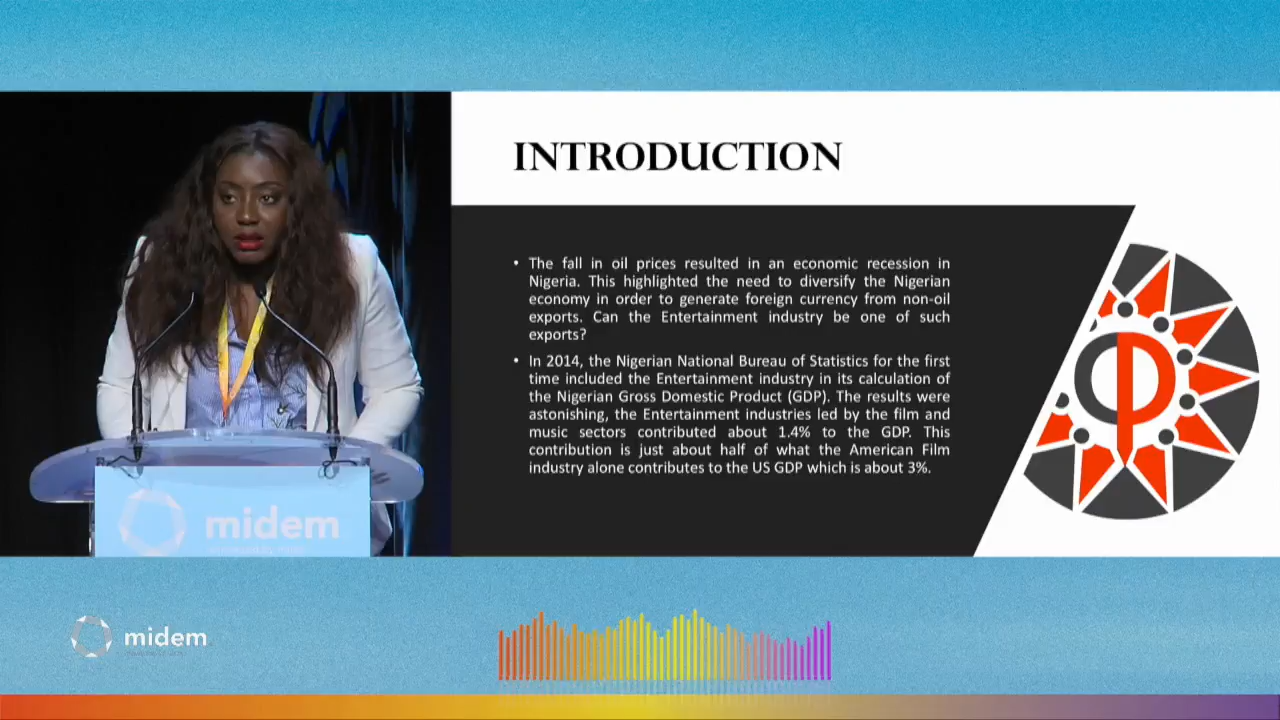 INTRODUCTION
• The fall in oil prices resulted in an economic recession in
Nigeria. This highlighted the need to diversify the Nigerian
economy in order to generate foreign currency from non-oil
exports. Can the Entertainment industry be one of such
exports?
• In 2014, the Nigerian National Bureau of Statistics for the first
time included the Entertainment industry in its calculation of
the Nigerian Gross Domestic Product (GDP). The results were
astonishing, the Entertainment industries led by the film and
music sectors contributed about 1.4% to the GDP. This
contribution is just about half of what the American Film
industry alone contributes to the US GDP which is about 3%.
midem
midem